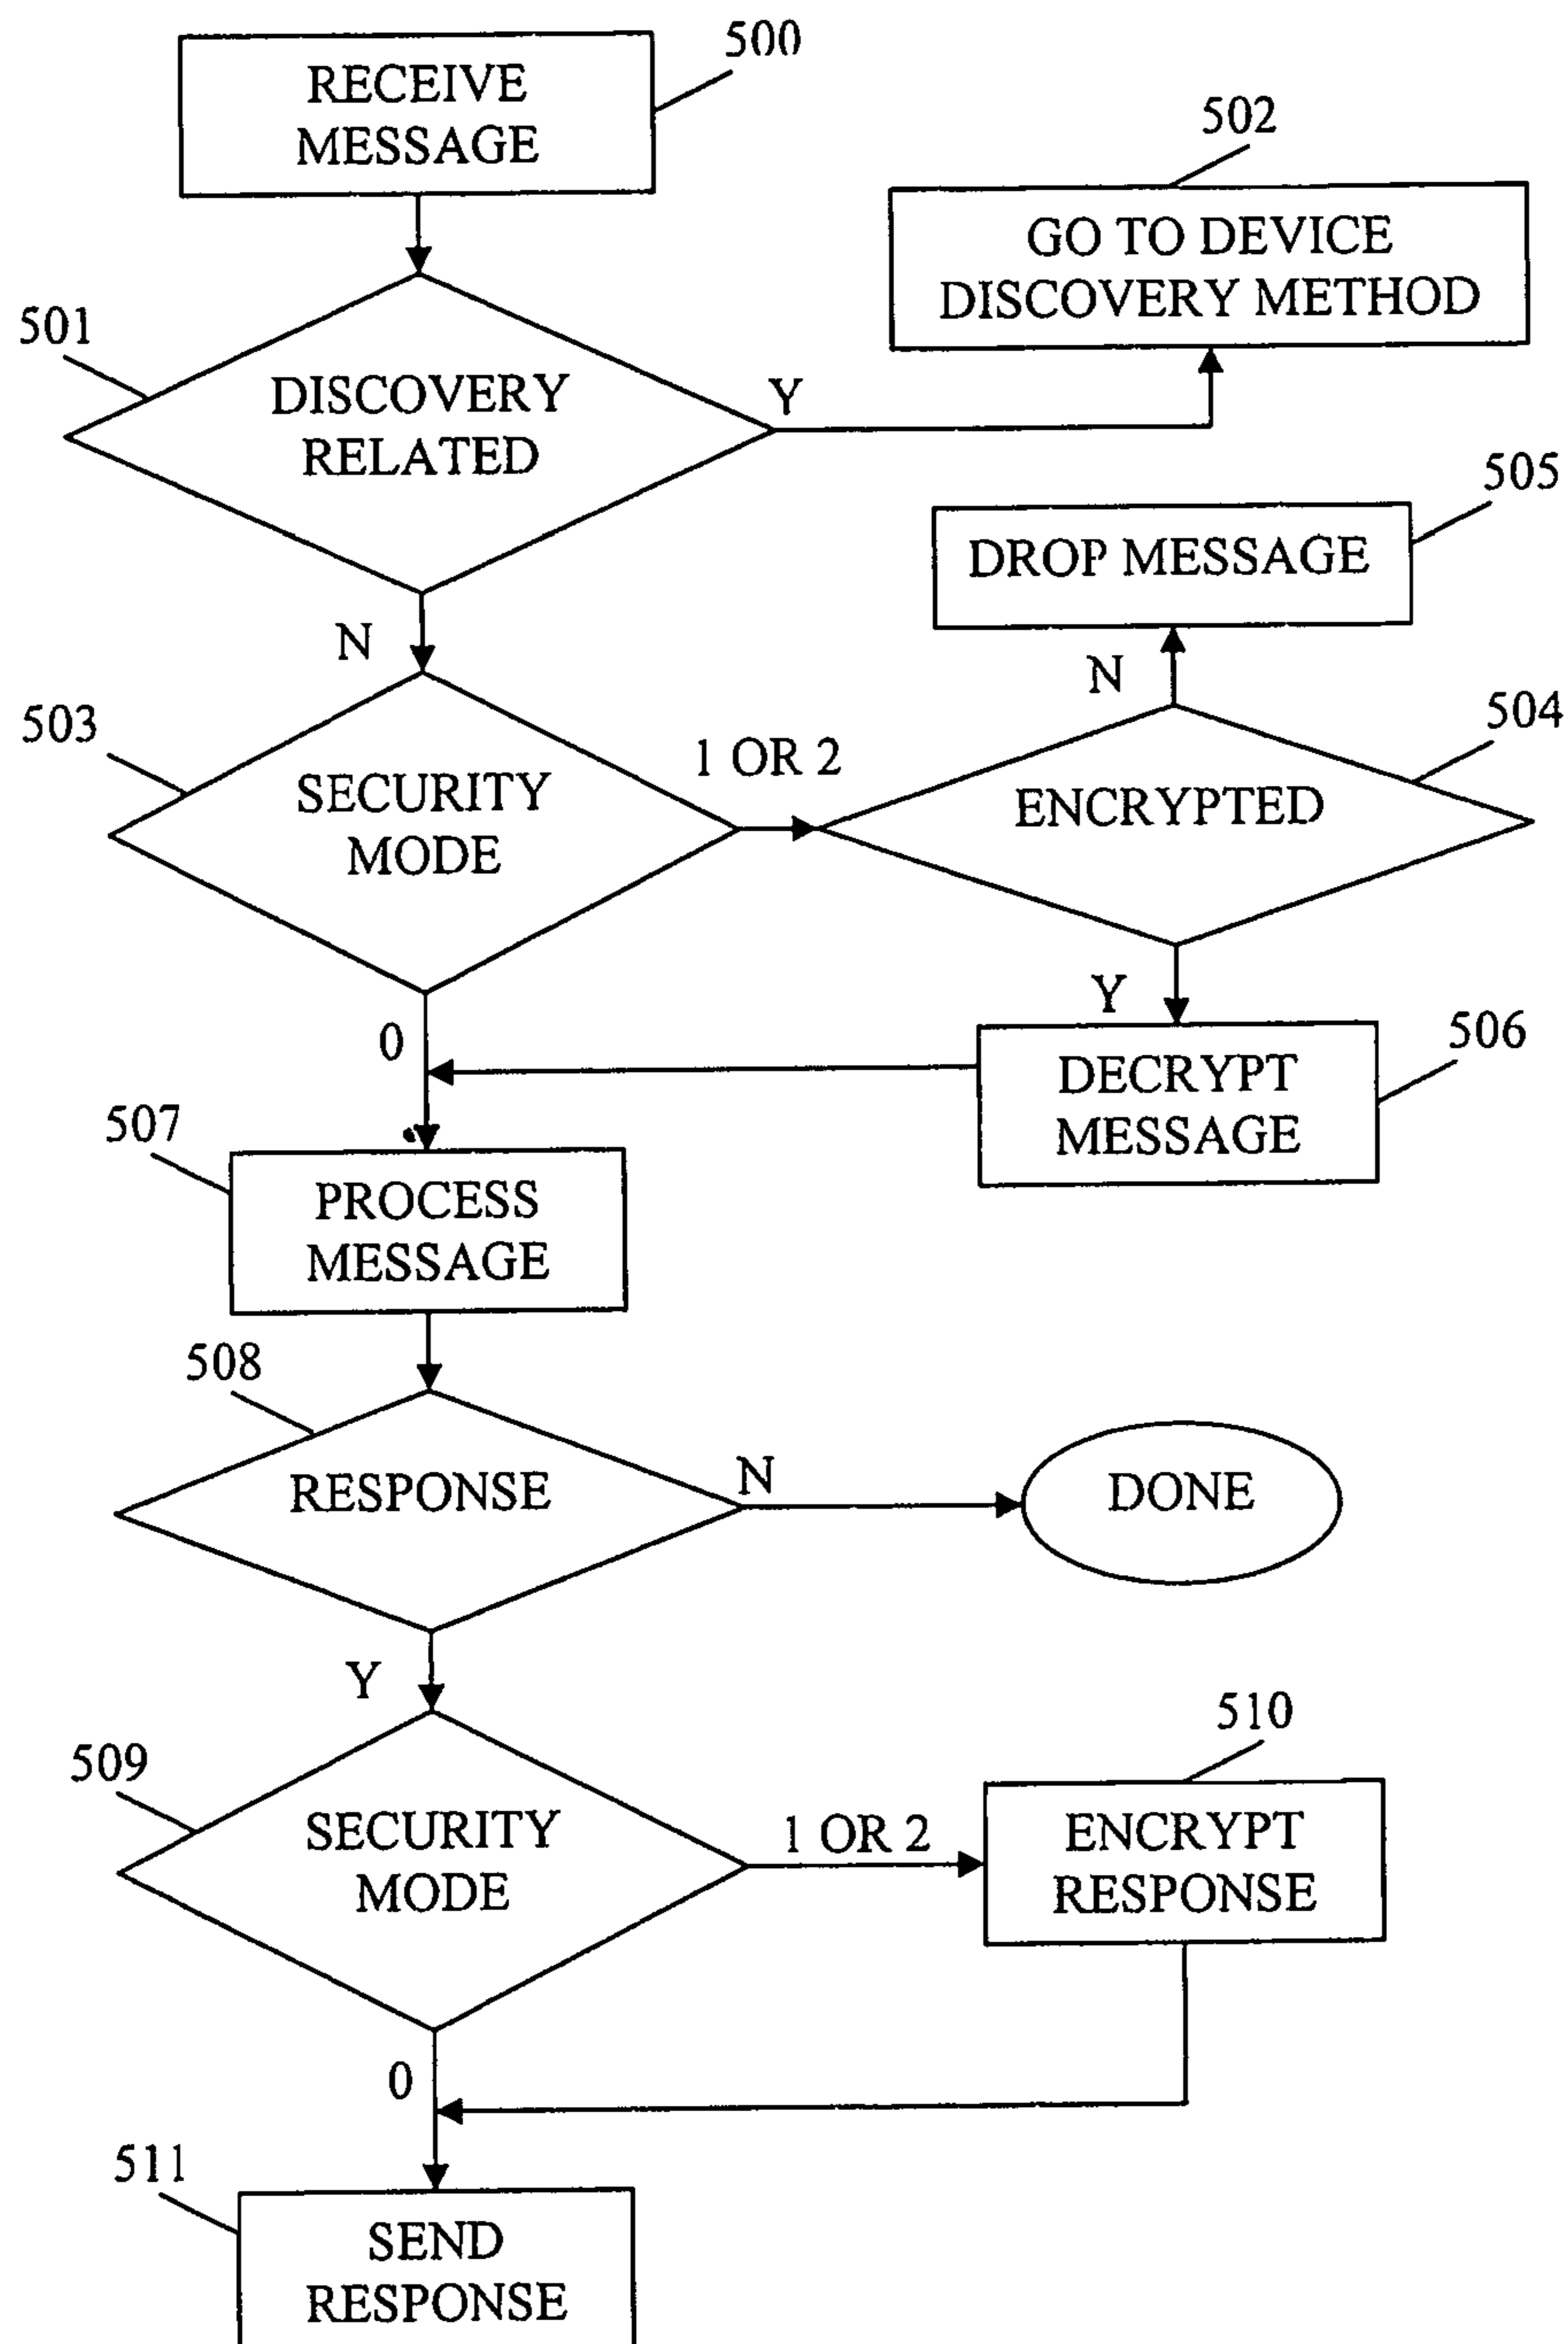 500
RECEIVE
MESSAGE
502
GO TO DEVICE
DISCOVERY METHOD
501
DISCOVERY
RELATED
Y
505
DROP MESSAGE
N
N
503
SECURITY
MODE
1 OR 2
504
ENCRYPTED
0
Y
506
DECRYPT
MESSAGE
507
PROCESS
MESSAGE
508
RESPONSE
N
DONE
Y
509
SECURITY
MODE
1 OR 2
510
ENCRYPT
RESPONSE
0
511
SEND
RESPONSE